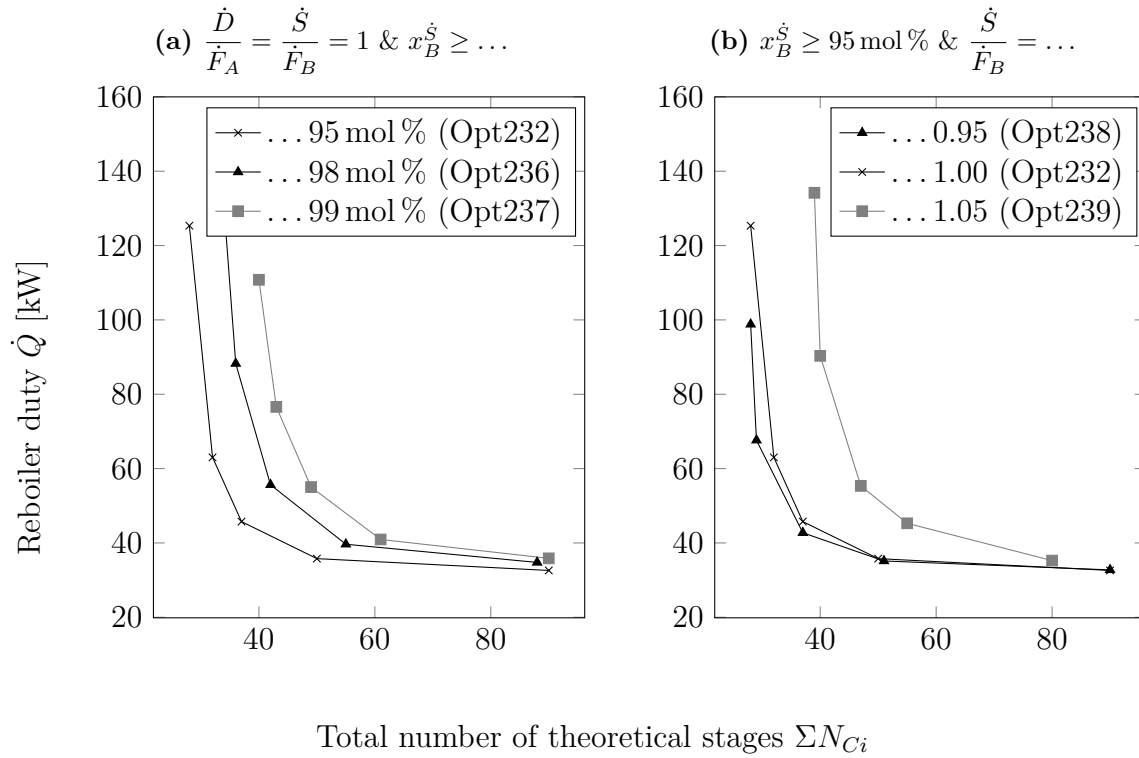 (a) Ḋ/Ḟ_A = Ṡ/Ḟ_B = 1 & x_B^Ṡ ≥ …
160
140
120
100
80
60
40
20
40 60 80
… 95 mol % (Opt232)
… 98 mol % (Opt236)
… 99 mol % (Opt237)
(b) x_B^Ṡ ≥ 95 mol % & Ṡ/Ḟ_B = …
160
140
120
100
80
60
40
20
40 60 80
… 0.95 (Opt238)
… 1.00 (Opt232)
… 1.05 (Opt239)
Reboiler duty Q̇ [kW]
Total number of theoretical stages ΣN_{Ci}